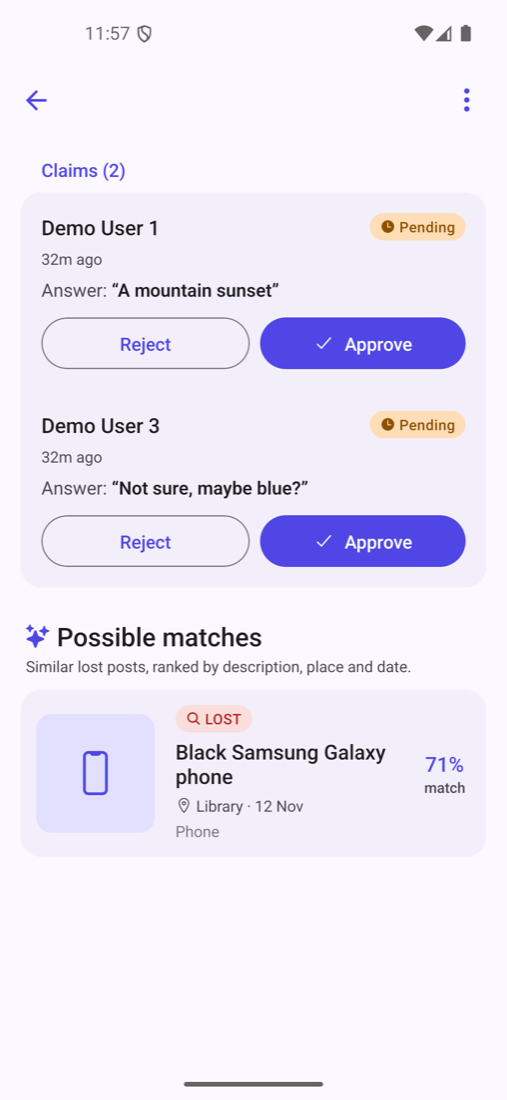 11:57
Claims (2)
Demo User 1
Pending
32m ago
Answer: “A mountain sunset”
Reject
Approve
Demo User 3
Pending
32m ago
Answer: “Not sure, maybe blue?”
Reject
Approve
Possible matches
Similar lost posts, ranked by description, place and date.
LOST
Black Samsung Galaxy
phone
71%
match
Library · 12 Nov
Phone